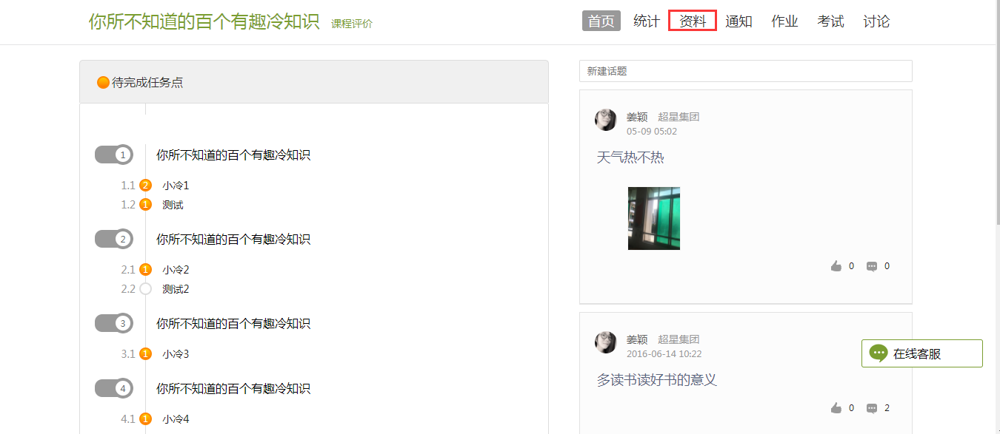 你所不知道的百个有趣冷知识 课程评价
首页 统计 资料 通知 作业 考试 讨论
待完成任务点
1 你所不知道的百个有趣冷知识
1.1 2 小冷1
1.2 1 测试
2 你所不知道的百个有趣冷知识
2.1 1 小冷2
2.2 测试2
3 你所不知道的百个有趣冷知识
3.1 1 小冷3
4 你所不知道的百个有趣冷知识
4.1 1 小冷4
新建话题
姜颖 超星集团
05-09 05:02
天气热不热
0 0
姜颖 超星集团
2016-06-14 10:22
多读书读好书的意义
0 2
在线客服